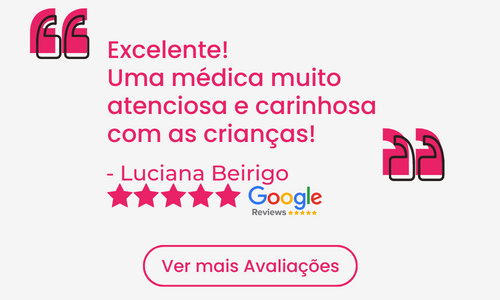 Excelente!
Uma médica muito
atenciosa e carinhosa
com as crianças!
- Luciana Beirigo
Google
Reviews
Ver mais Avaliações